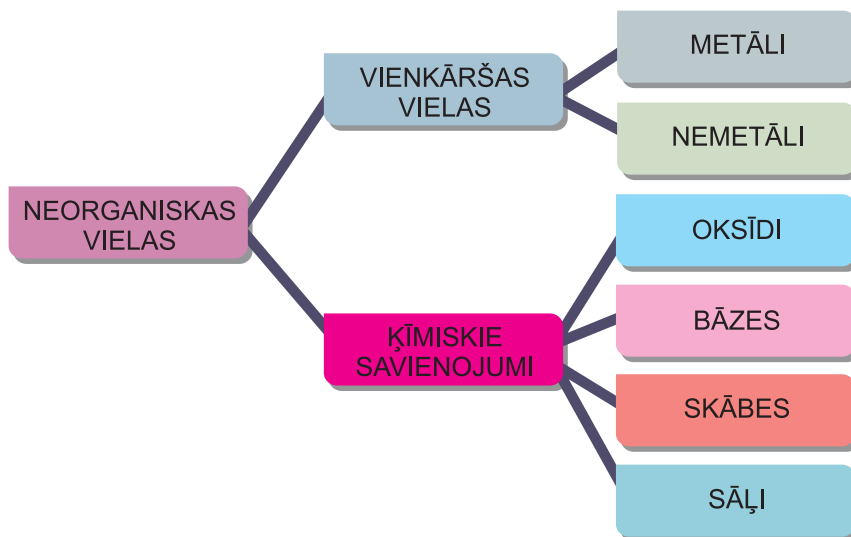 METĀLI
VIENKĀRŠAS
VIELAS
NEMETĀLI
NEORGANISKAS
VIELAS
OKSĪDI
BĀZES
ĶĪMISKIE
SAVIENOJUMI
SKĀBES
SĀĻI